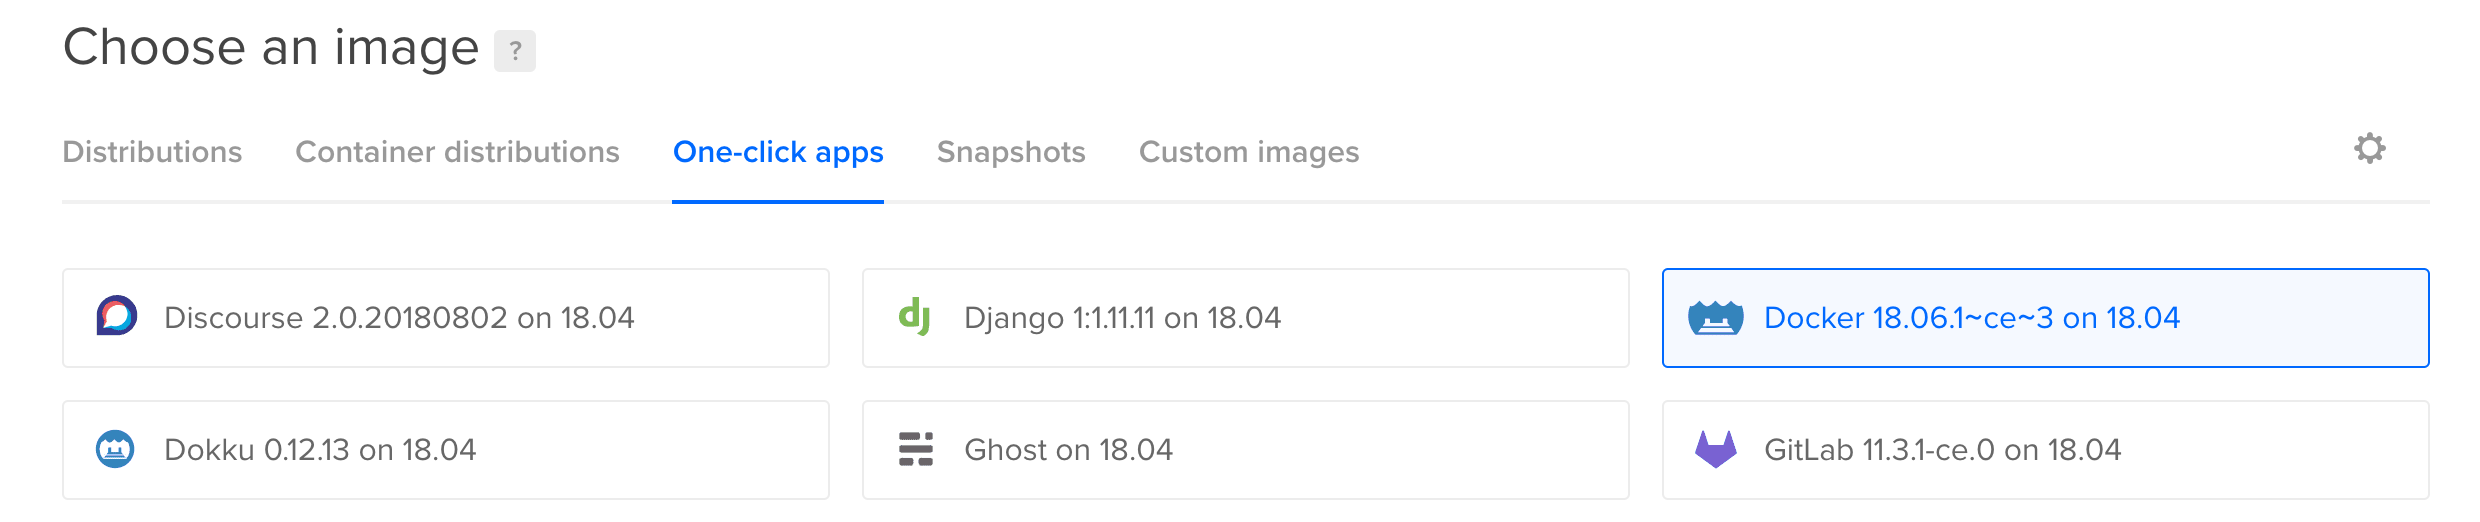 Choose an image ?
Distributions Container distributions One-click apps Snapshots Custom images
Discourse 2.0.20180802 on 18.04 Django 1:1.11.11 on 18.04 Docker 18.06.1~ce~3 on 18.04
Dokku 0.12.13 on 18.04 Ghost on 18.04 GitLab 11.3.1-ce.0 on 18.04